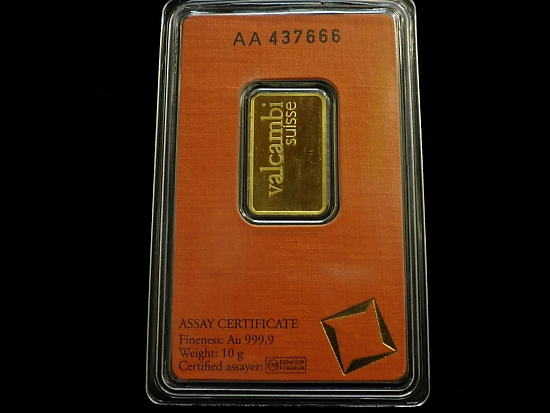 AA 437666
valcambi
suisse
ASSAY CERTIFICATE
Fineness: Au 999,9
Weight: 10 g
Certified assayer: